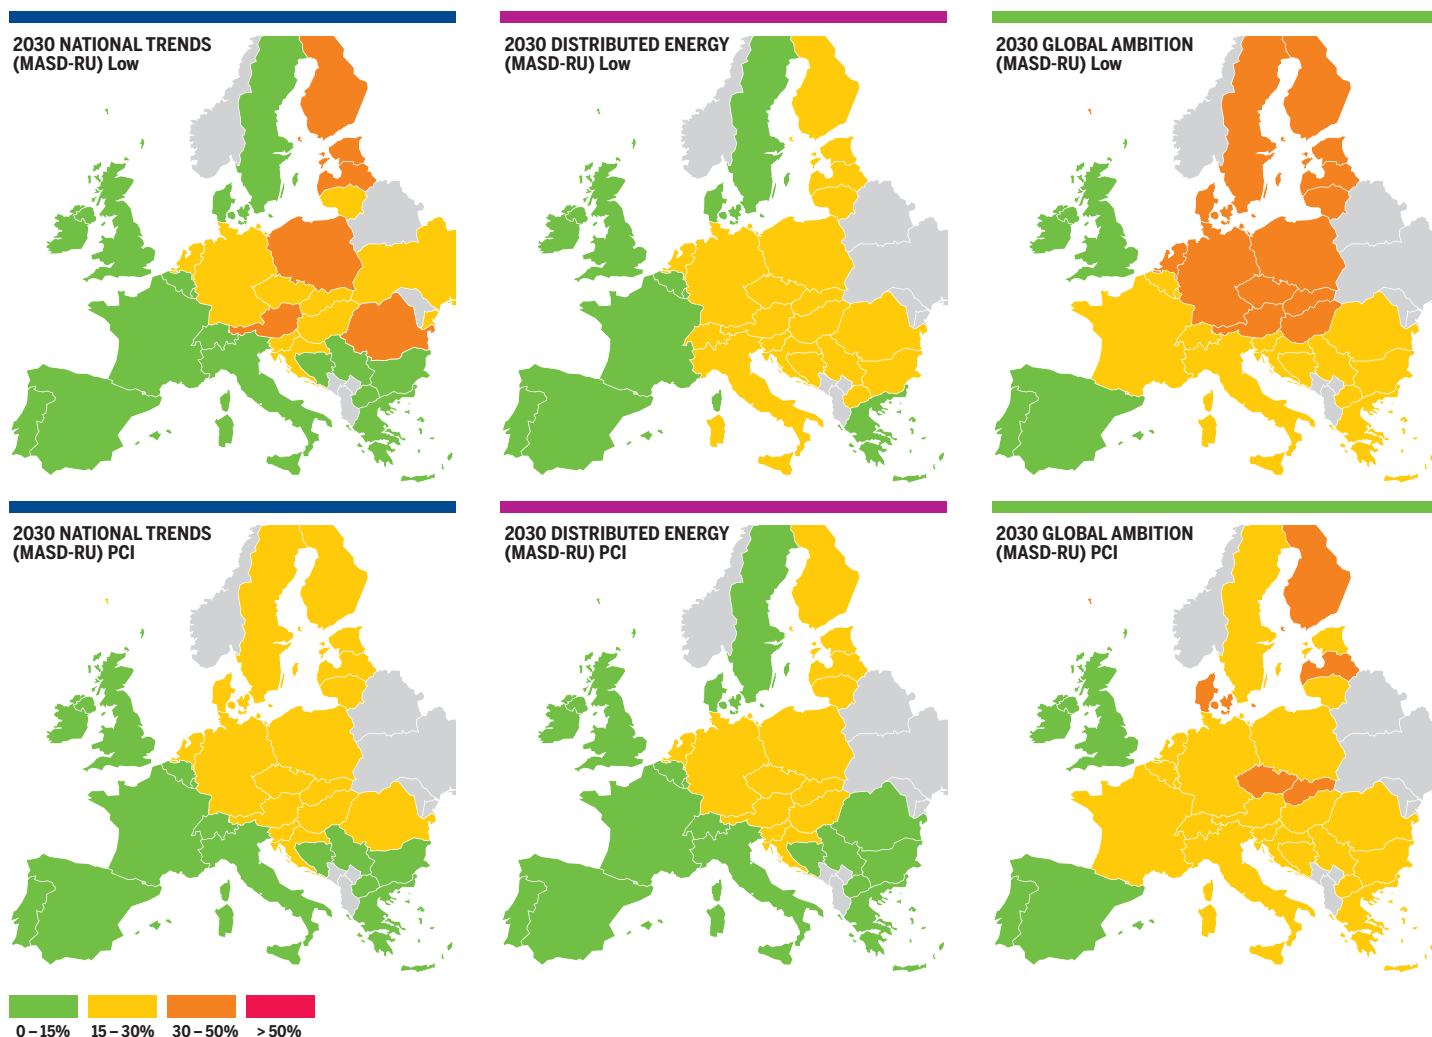 2030 NATIONAL TRENDS
(MASD-RU) Low
2030 DISTRIBUTED ENERGY
(MASD-RU) Low
2030 GLOBAL AMBITION
(MASD-RU) Low
2030 NATIONAL TRENDS
(MASD-RU) PCI
2030 DISTRIBUTED ENERGY
(MASD-RU) PCI
2030 GLOBAL AMBITION
(MASD-RU) PCI
0 – 15% 15 – 30% 30 – 50% > 50%